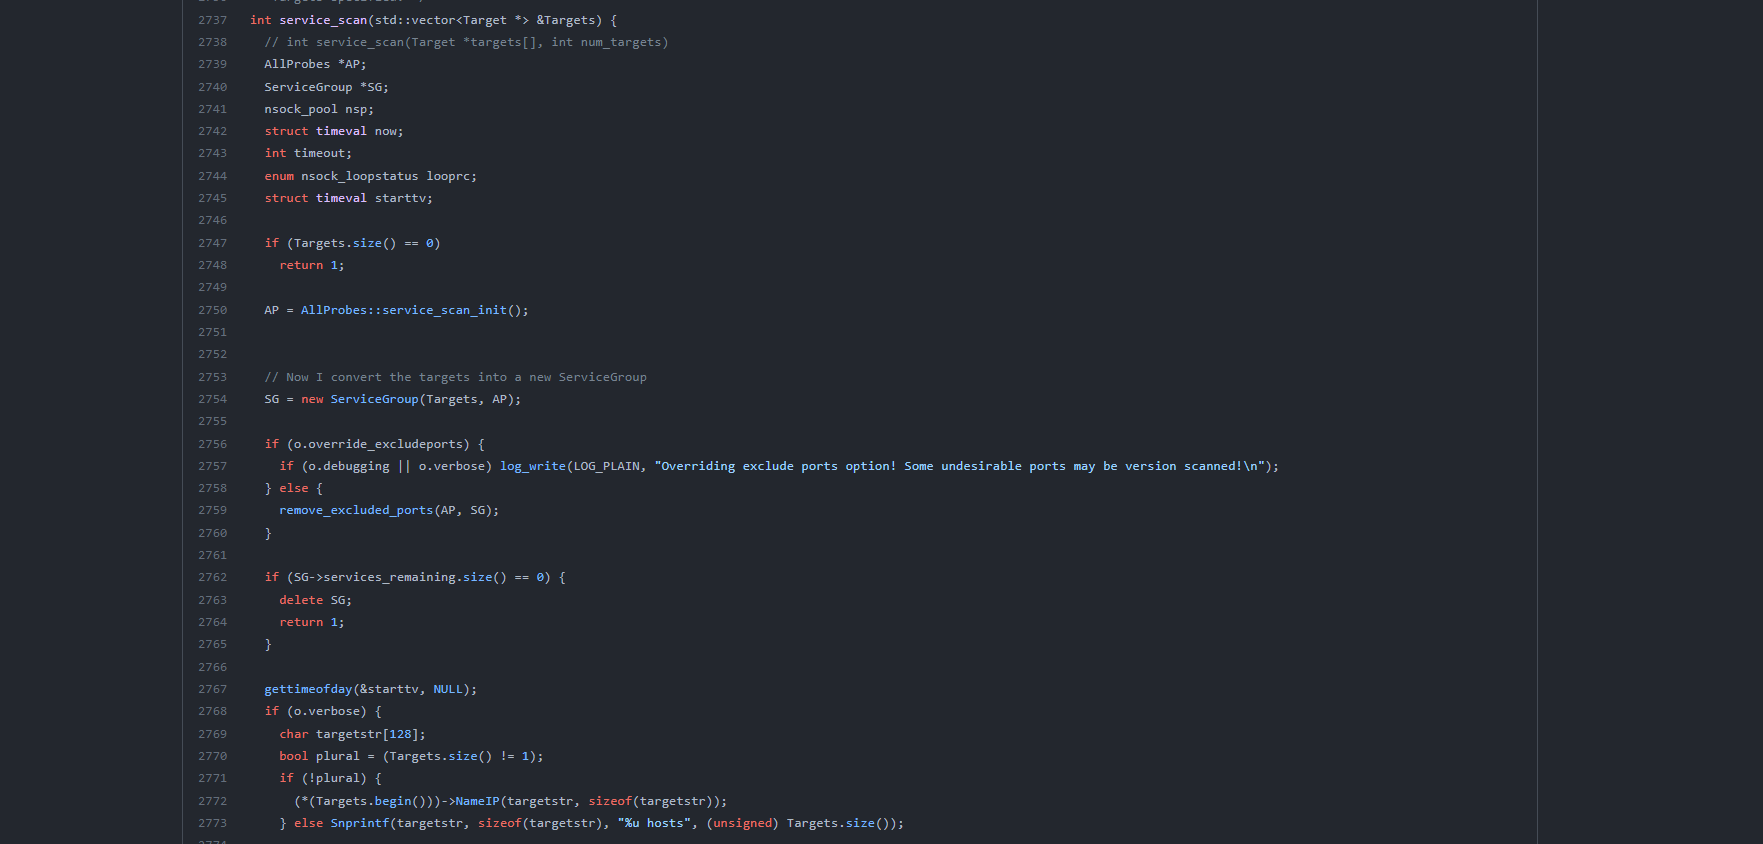 2737 int service_scan(std::vector<Target *> &Targets) {
2738 // int service_scan(Target *targets[], int num_targets)
2739 AllProbes *AP;
2740 ServiceGroup *SG;
2741 nsock_pool nsp;
2742 struct timeval now;
2743 int timeout;
2744 enum nsock_loopstatus looprc;
2745 struct timeval starttv;
2746
2747 if (Targets.size() == 0)
2748 return 1;
2749
2750 AP = AllProbes::service_scan_init();
2751
2752
2753 // Now I convert the targets into a new ServiceGroup
2754 SG = new ServiceGroup(Targets, AP);
2755
2756 if (o.override_excludeports) {
2757 if (o.debugging || o.verbose) log_write(LOG_PLAIN, "Overriding exclude ports option! Some undesirable ports may be version scanned!\n");
2758 } else {
2759 remove_excluded_ports(AP, SG);
2760 }
2761
2762 if (SG->services_remaining.size() == 0) {
2763 delete SG;
2764 return 1;
2765 }
2766
2767 gettimeofday(&starttv, NULL);
2768 if (o.verbose) {
2769 char targetstr[128];
2770 bool plural = (Targets.size() != 1);
2771 if (!plural) {
2772 (*(Targets.begin()))->NameIP(targetstr, sizeof(targetstr));
2773 } else Snprintf(targetstr, sizeof(targetstr), "%u hosts", (unsigned) Targets.size());